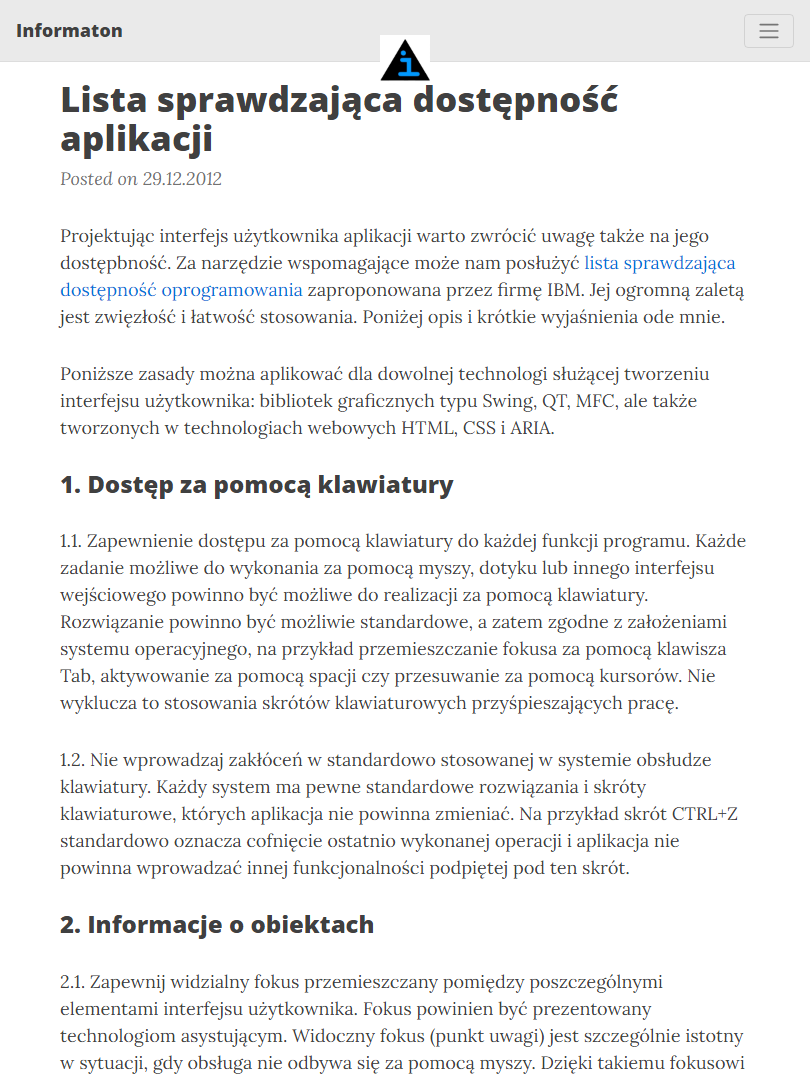 Informaton
i
Lista sprawdzająca dostępność
aplikacji
Posted on 29.12.2012
Projektując interfejs użytkownika aplikacji warto zwrócić uwagę także na jego
dostępbność. Za narzędzie wspomagające może nam posłużyć lista sprawdzająca
dostępność oprogramowania zaproponowana przez firmę IBM. Jej ogromną zaletą
jest zwięzłość i łatwość stosowania. Poniżej opis i krótkie wyjaśnienia ode mnie.
Poniższe zasady można aplikować dla dowolnej technologi służącej tworzeniu
interfejsu użytkownika: bibliotek graficznych typu Swing, QT, MFC, ale także
tworzonych w technologiach webowych HTML, CSS i ARIA.
1. Dostęp za pomocą klawiatury
1.1. Zapewnienie dostępu za pomocą klawiatury do każdej funkcji programu. Każde
zadanie możliwe do wykonania za pomocą myszy, dotyku lub innego interfejsu
wejściowego powinno być możliwe do realizacji za pomocą klawiatury.
Rozwiązanie powinno być możliwie standardowe, a zatem zgodne z założeniami
systemu operacyjnego, na przykład przemieszczanie fokusa za pomocą klawisza
Tab, aktywowanie za pomocą spacji czy przesuwanie za pomocą kursorów. Nie
wyklucza to stosowania skrótów klawiaturowych przyśpieszających pracę.
1.2. Nie wprowadzaj zakłóceń w standardowo stosowanej w systemie obsłudze
klawiatury. Każdy system ma pewne standardowe rozwiązania i skróty
klawiaturowe, których aplikacja nie powinna zmieniać. Na przykład skrót CTRL+Z
standardowo oznacza cofnięcie ostatnio wykonanej operacji i aplikacja nie
powinna wprowadzać innej funkcjonalności podpiętej pod ten skrót.
2. Informacje o obiektach
2.1. Zapewnij widzialny fokus przemieszczany pomiędzy poszczególnymi
elementami interfejsu użytkownika. Fokus powinien być prezentowany
technologiom asystującym. Widoczny fokus (punkt uwagi) jest szczególnie istotny
w sytuacji, gdy obsługa nie odbywa się za pomocą myszy. Dzięki takiemu fokusowi